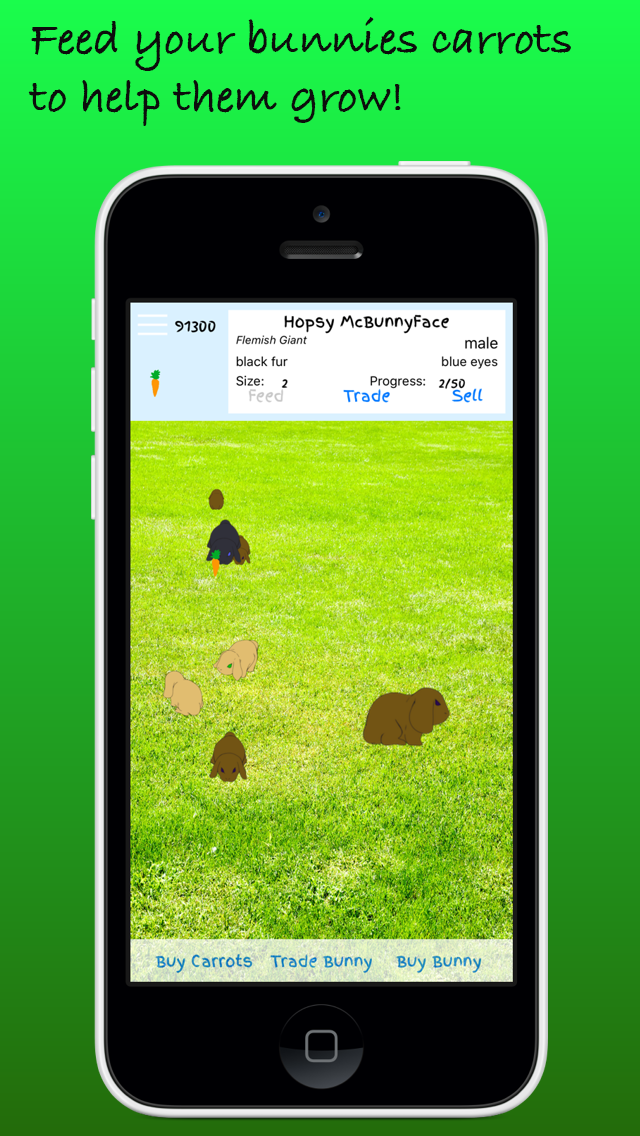 Feed your bunnies carrots
to help them grow!
91300
Hopsy McBunnyFace
Flemish Giant
male
black fur
blue eyes
Size: 2
Progress: 2/50
Feed
Trade
Sell
Buy Carrots
Trade Bunny
Buy Bunny